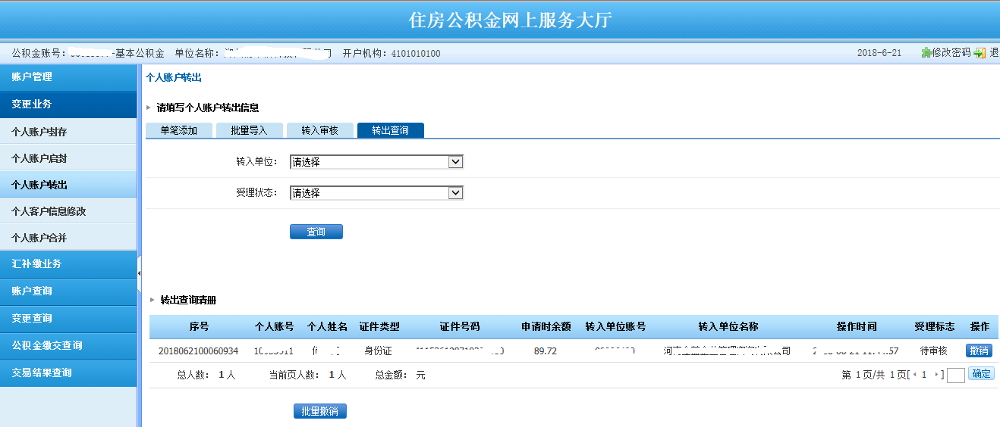 住房公积金网上服务大厅
公积金账号： -基本公积金 单位名称： 开户机构：4101010100 2018-6-21 修改密码 退
账户管理
变更业务
个人账户封存
个人账户启封
个人账户转出
个人客户信息修改
个人账户合并
汇补缴业务
账户查询
变更查询
公积金缴交查询
交易结果查询
个人账户转出
请填写个人账户转出信息
单笔添加 批量导入 转入审核 转出查询
转入单位： 请选择
受理状态： 请选择
查询
转出查询清册
序号 个人账号 个人姓名 证件类型 证件号码 申请时余额 转入单位账号 转入单位名称 操作时间 受理标志 操作
2018062100060934 身份证 89.72 待审核 撤销
总人数： 1 人 当前页人数： 1 人 总金额： 元 第 1 页/共 1 页[ 1 ] 确定
批量撤销